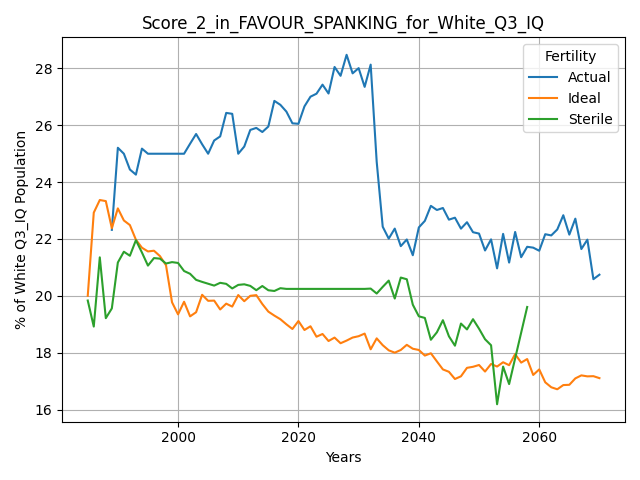 Score_2_in_FAVOUR_SPANKING_for_White_Q3_IQ
Fertility
Actual
Ideal
Sterile
% of White Q3_IQ Population
28
26
24
22
20
18
16
2000
2020
2040
2060
Years